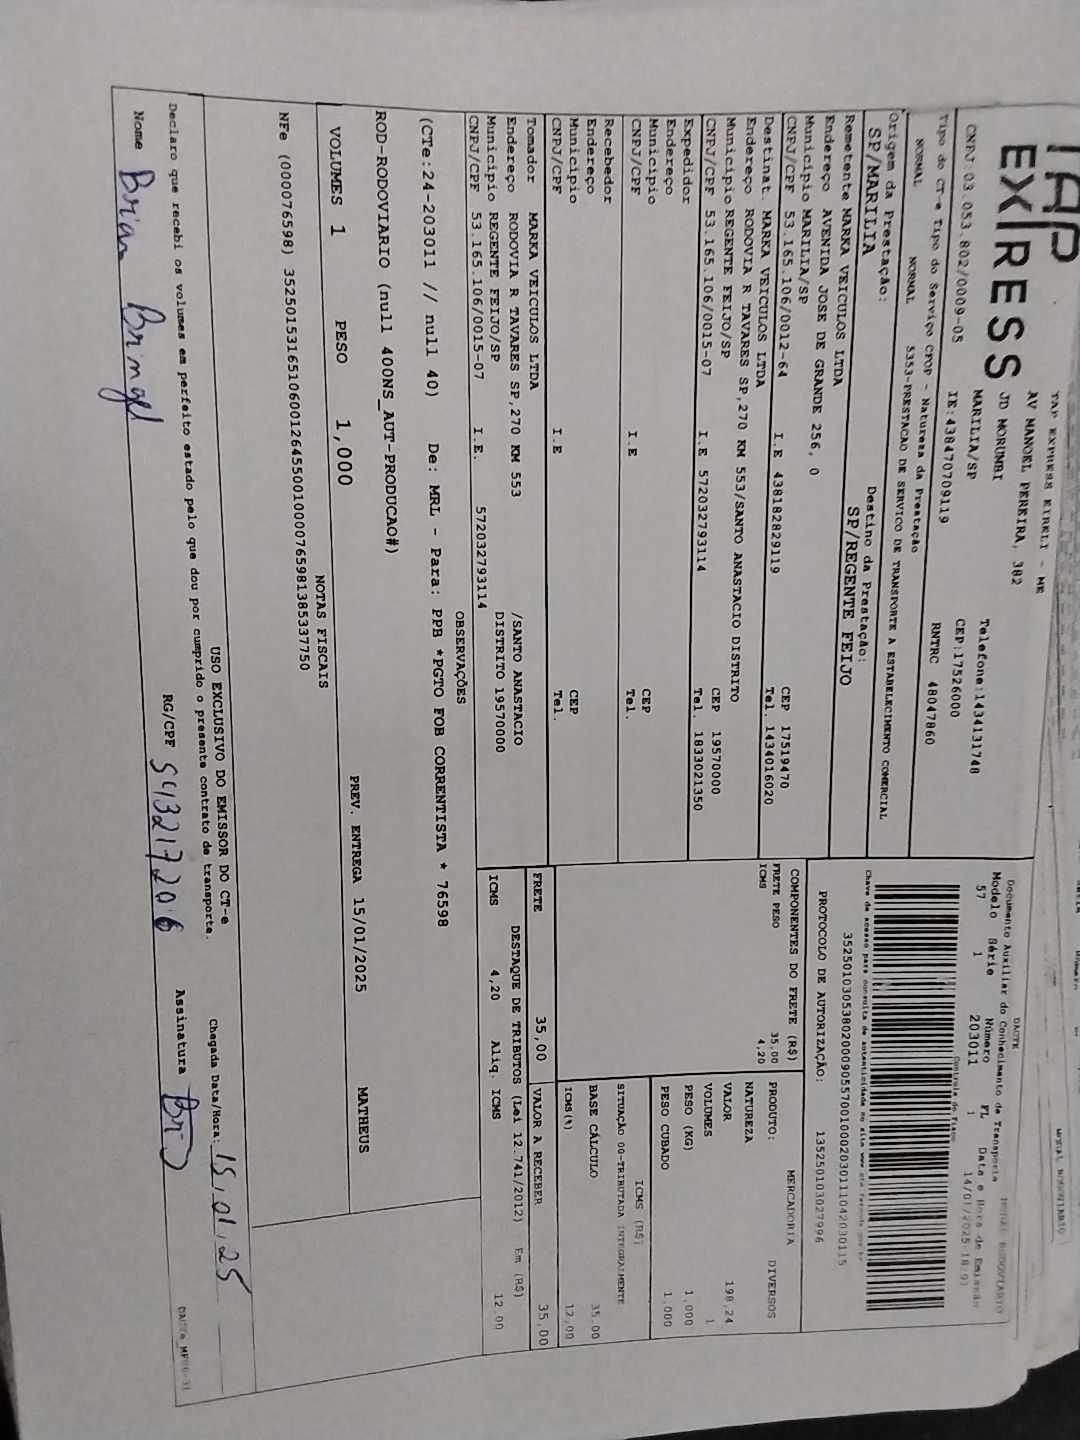 TAP EXPRESS EIRELI - ME
AV MANOEL PEREIRA, 382
JD MORUMBI
MARILIA/SP
Telefone:1434131748
CEP:17526000
TAP
EX/RESS
CNPJ.03.053.802/0009-05 IE:438470709119 RNTRC 48047860
Tipo do CT-e Tipo do Serviço CFOP - Natureza da Prestação
NORMAL NORMAL 5353-PRESTACAO DE SERVICO DE TRANSPORTE A ESTABELECIMENTO COMERCIAL
Origem da Prestação: Destino da Prestação:
SP/MARILIA SP/REGENTE FEIJO
DACTE
Documento Auxiliar do Conhecimento de Transporte MODAL RODOVIARIO
Modelo Série Número FL Data e Hora de Emissão
57 1 203011 1 14/01/2025 18:01
Controle do Fisco
Chave de acesso para consulta de autenticidade no site www.cte.fazenda.gov.br
35250103053802000905570010002030111042030115
PROTOCOLO DE AUTORIZAÇÃO: 135250103027996
Remetente MARKA VEICULOS LTDA
Endereço AVENIDA JOSE DE GRANDE 256, 0
Municipio MARILIA/SP CEP 17519470
CNPJ/CPF 53.165.106/0012-64 I.E 438182829119 Tel. 1434016020
Destinat. MARKA VEICULOS LTDA
Endereço RODOVIA R TAVARES SP,270 KM 553/SANTO ANASTACIO DISTRITO
Municipio REGENTE FEIJO/SP CEP 19570000
CNPJ/CPF 53.165.106/0015-07 I.E 572032793114 Tel. 1833021350
Expedidor
Endereço
Municipio CEP
CNPJ/CPF I.E Tel.
Recebedor
Endereço
Municipio CEP
CNPJ/CPF I.E Tel.
Tomador MARKA VEICULOS LTDA
Endereço RODOVIA R TAVARES SP,270 KM 553 /SANTO ANASTACIO
Municipio REGENTE FEIJO/SP DISTRITO 19570000
CNPJ/CPF 53.165.106/0015-07 I.E. 572032793114
COMPONENTES DO FRETE (R$)
FRETE PESO 35,00
ICMS 4,20
MERCADORIA
PRODUTO: DIVERSOS
NATUREZA
VALOR 198,24
VOLUMES 1
PESO (KG) 1,000
PESO CUBADO 1,000
ICMS (R$)
SITUAÇÃO 00-TRIBUTADA INTEGRALMENTE
BASE CÁLCULO 35,00
ICMS(%) 12,00
FRETE 35,00 VALOR A RECEBER 35,00
DESTAQUE DE TRIBUTOS (Lei 12.741/2012) Em (R$)
ICMS 4,20 Aliq. ICMS 12,00
OBSERVAÇÕES
(CTe:24-203011 // null 40) De: MRL - Para: PPB *PGTO FOB CORRENTISTA * 76598
ROD-RODOVIARIO (null 400NS_AUT-PRODUCAO#)
PREV. ENTREGA 15/01/2025 MATHEUS
VOLUMES 1 PESO 1,000
NOTAS FISCAIS
NFe (000076598) 35250153165106001264550010000765981385337750
USO EXCLUSIVO DO EMISSOR DO CT-e
Declaro que recebi os volumes em perfeito estado pelo que dou por cumprido o presente contrato de transporte.
Chegada Data/Hora: 15,01,25
Nome Brian Bringel RG/CPF Assinatura